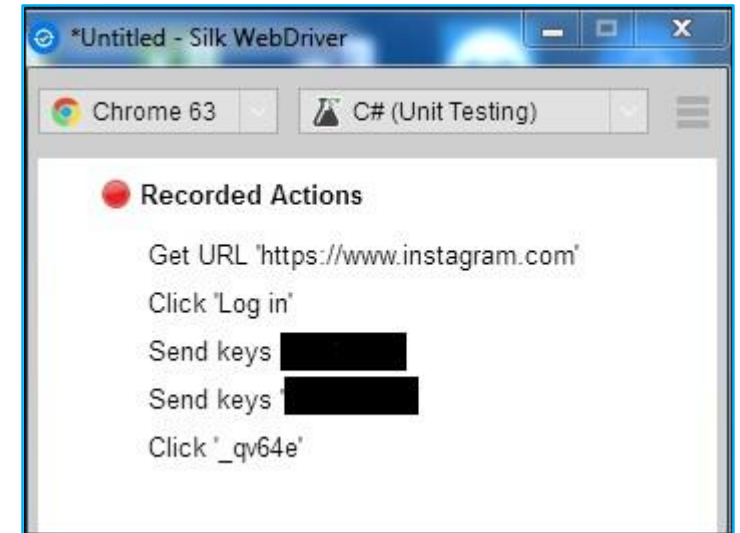 *Untitled - Silk WebDriver
Chrome 63
C# (Unit Testing)
Recorded Actions
Get URL 'https://www.instagram.com'
Click 'Log in'
Send keys
Send keys '
Click '_qv64e'